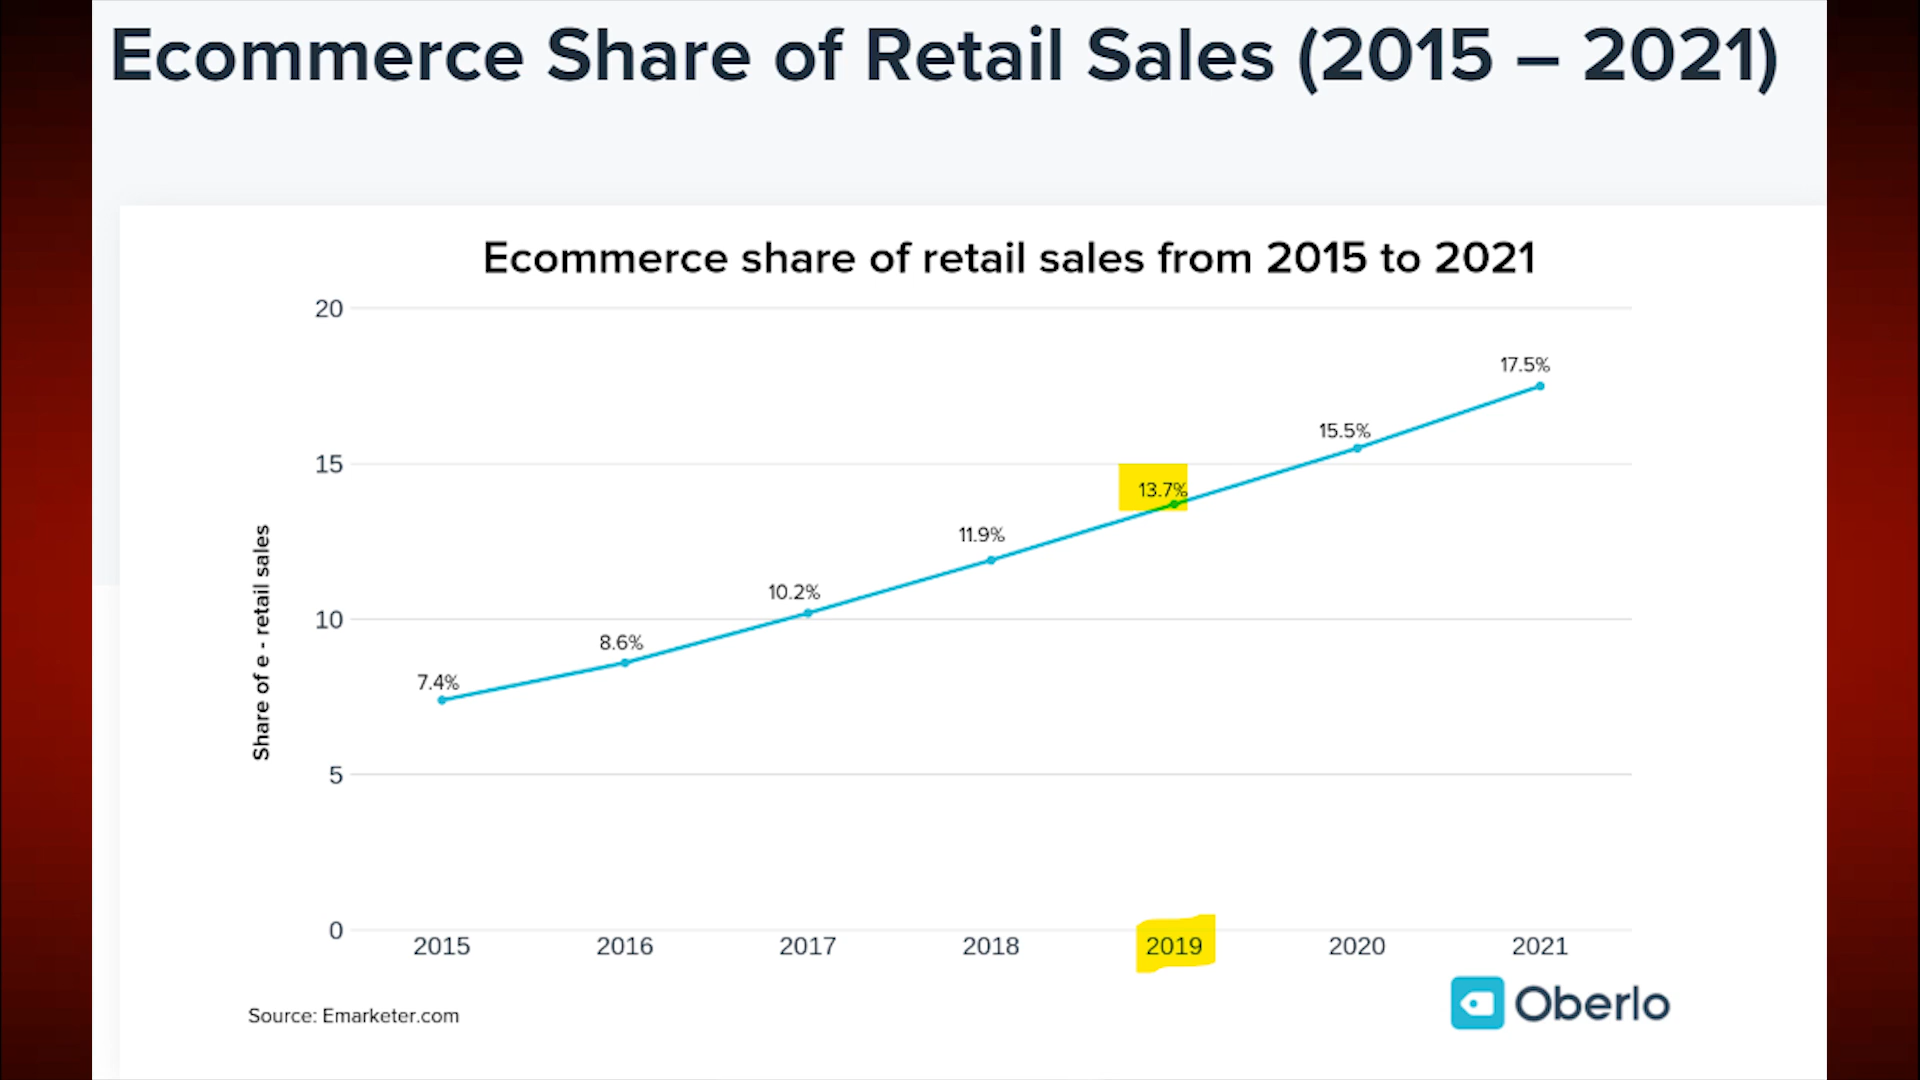 Ecommerce Share of Retail Sales (2015 – 2021)
Ecommerce share of retail sales from 2015 to 2021
20
15
10
5
0
Share of e - retail sales
7.4%
8.6%
10.2%
11.9%
13.7%
15.5%
17.5%
2015 2016 2017 2018 2019 2020 2021
Source: Emarketer.com
Oberlo